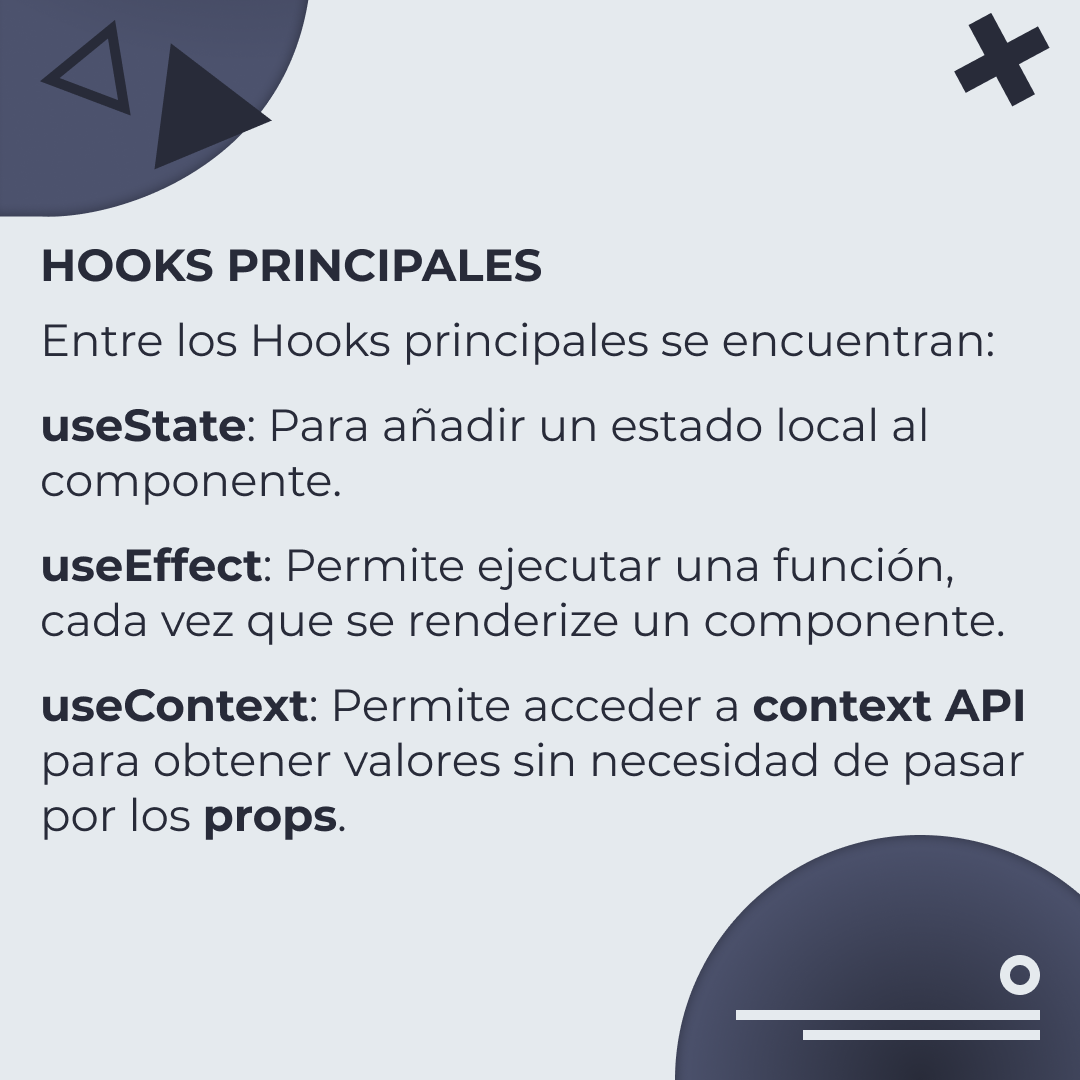 HOOKS PRINCIPALES
Entre los Hooks principales se encuentran:
useState: Para añadir un estado local al
componente.
useEffect: Permite ejecutar una función,
cada vez que se renderize un componente.
useContext: Permite acceder a context API
para obtener valores sin necesidad de pasar
por los props.